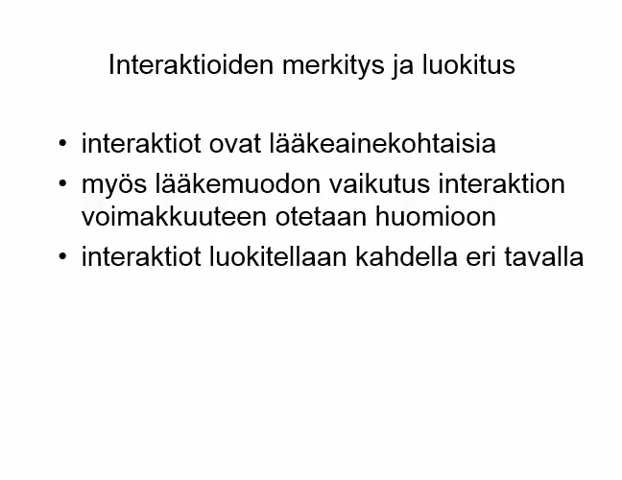 Interaktioiden merkitys ja luokitus
• interaktiot ovat lääkeainekohtaisia
• myös lääkemuodon vaikutus interaktion
voimakkuuteen otetaan huomioon
• interaktiot luokitellaan kahdella eri tavalla